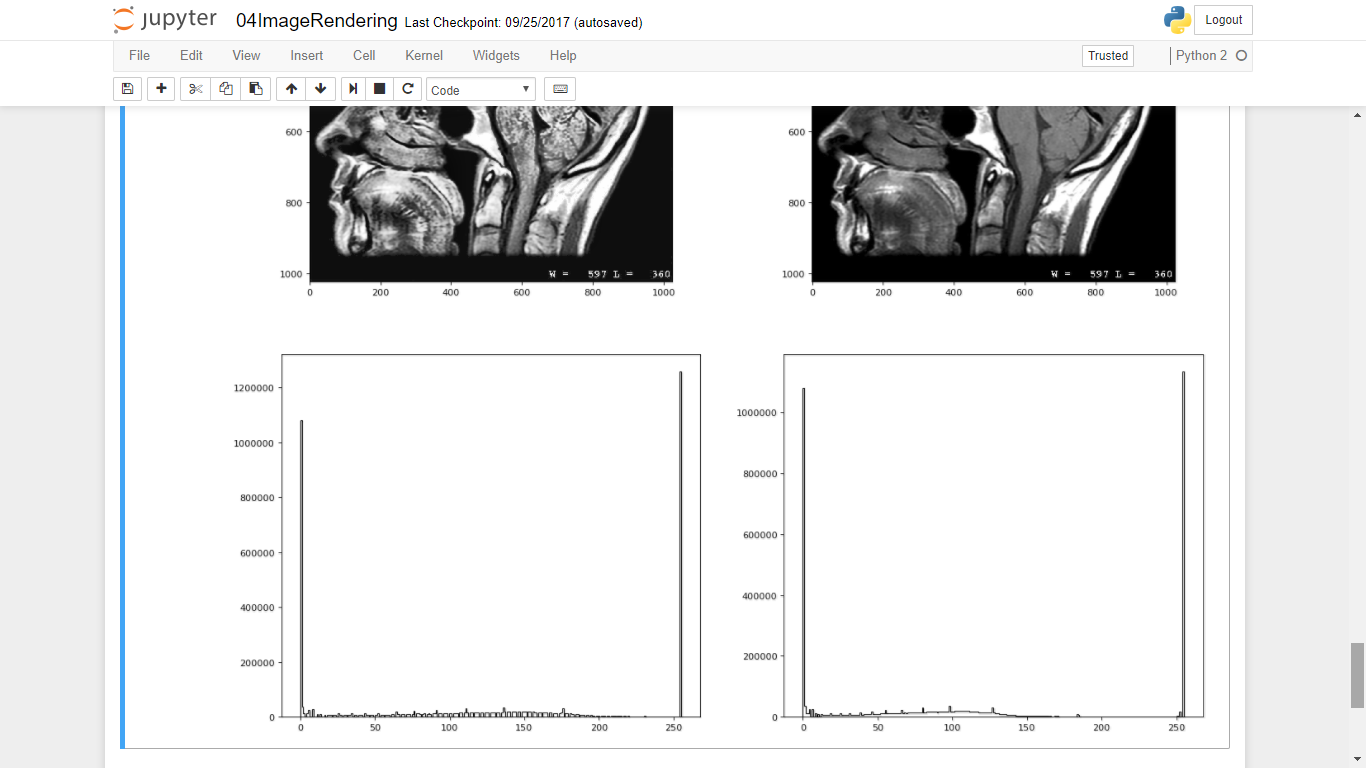 jupyter 04ImageRendering Last Checkpoint: 09/25/2017 (autosaved) Logout
File Edit View Insert Cell Kernel Widgets Help Trusted Python 2
Code
600 600
800 800
W = 597 L = 360 W = 597 L = 360
1000 1000
0 200 400 600 800 1000 0 200 400 600 800 1000
1200000
1000000 1000000
800000 800000
600000 600000
400000 400000
200000 200000
0 0
0 50 100 150 200 250 0 50 100 150 200 250